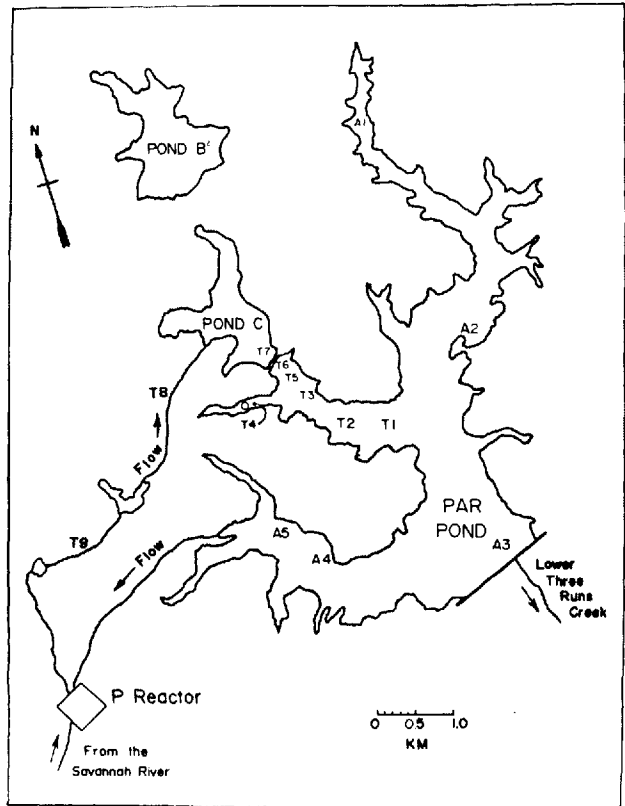 N
POND B'
A1
POND C
A2
T7
T6
T5
T8
T3
T4
T2
T1
Flow
PAR
POND
T9
Flow
A5
A4
A3
Lower
Three
Runs
Creek
P Reactor
0 0.5 1.0
KM
From the
Savannah River